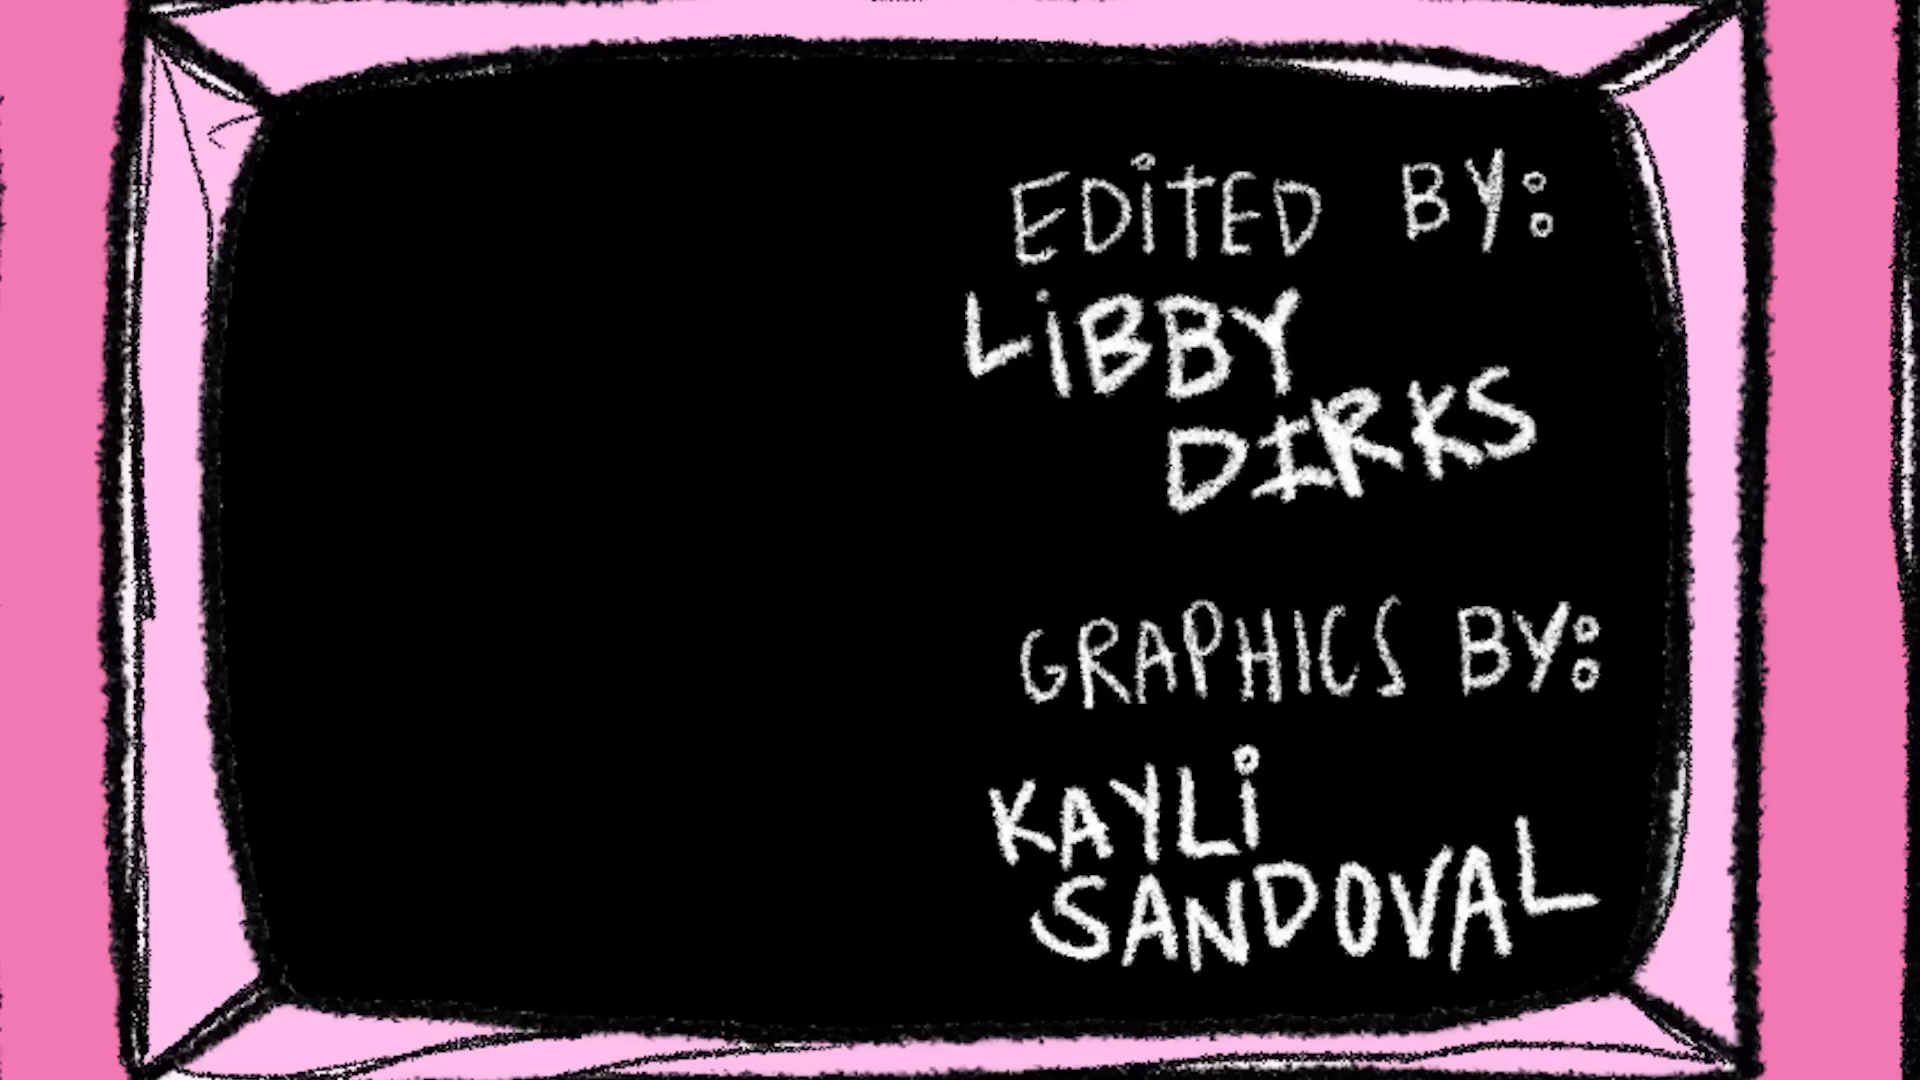 EDiTED BY:
LiBBY
DIRKS
GRAPHICS BY:
KAYLi
SANDOVAL